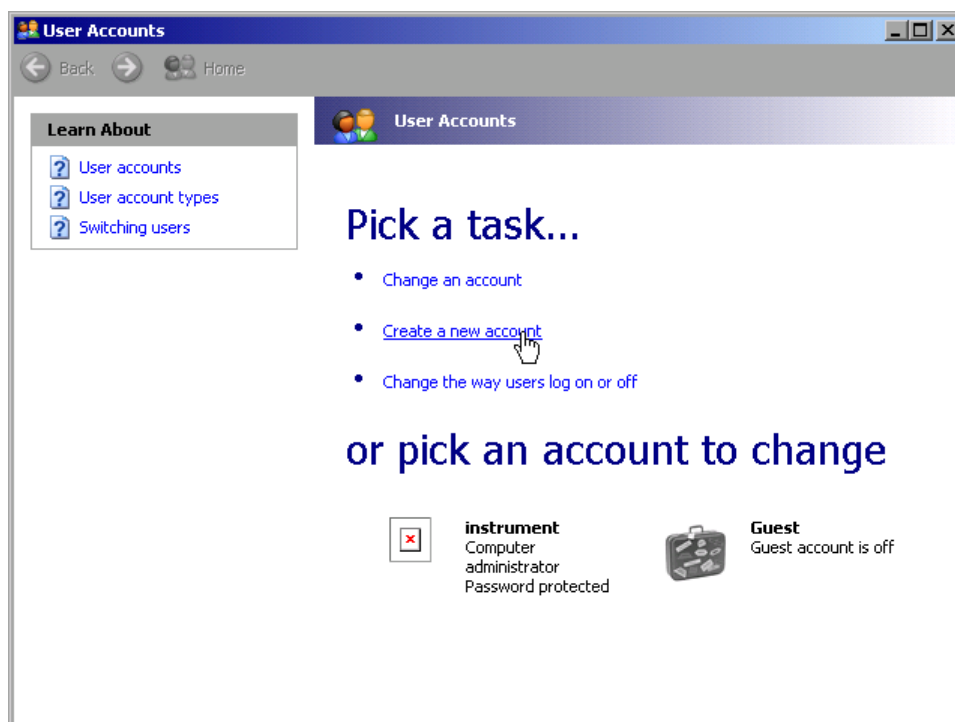 User Accounts
Back Home
Learn About
User accounts
User account types
Switching users
User Accounts
Pick a task...
Change an account
Create a new account
Change the way users log on or off
or pick an account to change
instrument
Computer
administrator
Password protected
Guest
Guest account is off